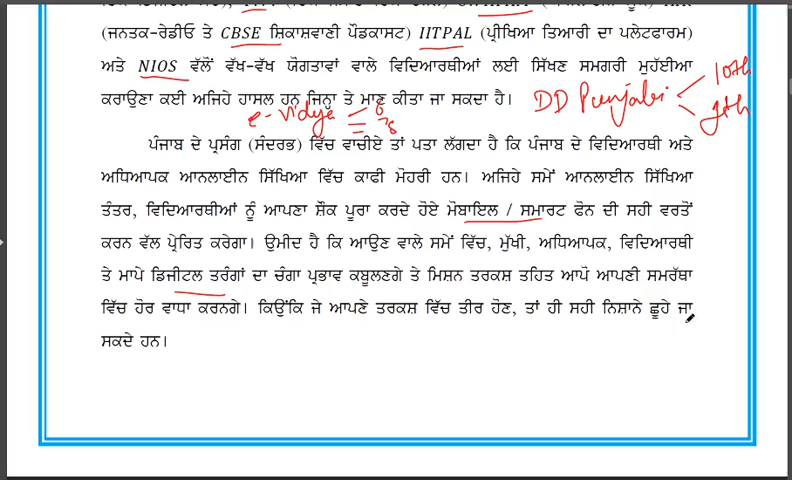 (ਜਨਤਕ-ਰੇਡੀਓ ਤੇ CBSE ਸ਼ਿਕਾਸ਼ਵਾਣੀ ਪੌਡਕਾਸਟ) IITPAL (ਪ੍ਰੀਖਿਆ ਤਿਆਰੀ ਦਾ ਪਲੇਟਫਾਰਮ)
ਅਤੇ NIOS ਵੱਲੋਂ ਵੱਖ-ਵੱਖ ਯੋਗਤਾਵਾਂ ਵਾਲੇ ਵਿਦਿਆਰਥੀਆਂ ਲਈ ਸਿੱਖਣ ਸਮਗਰੀ ਮੁਹੱਈਆ
ਕਰਾਉਣਾ ਕਈ ਅਜਿਹੇ ਹਾਸਲ ਹਨ ਜਿਨ੍ਹਾਂ ਤੇ ਮਾਣ ਕੀਤਾ ਜਾ ਸਕਦਾ ਹੈ। DD Punjabi 10th
e-vidya 6 9th
ਪੰਜਾਬ ਦੇ ਪ੍ਰਸੰਗ (ਸੰਦਰਭ) ਵਿੱਚ ਵਾਚੀਏ ਤਾਂ ਪਤਾ ਲੱਗਦਾ ਹੈ ਕਿ ਪੰਜਾਬ ਦੇ ਵਿਦਿਆਰਥੀ ਅਤੇ
ਅਧਿਆਪਕ ਆਨਲਾਈਨ ਸਿੱਖਿਆ ਵਿੱਚ ਕਾਫੀ ਮੋਹਰੀ ਹਨ। ਅਜਿਹੇ ਸਮੇਂ ਆਨਲਾਈਨ ਸਿੱਖਿਆ
ਤੰਤਰ, ਵਿਦਿਆਰਥੀਆਂ ਨੂੰ ਆਪਣਾ ਸ਼ੌਕ ਪੂਰਾ ਕਰਦੇ ਹੋਏ ਮੋਬਾਇਲ / ਸਮਾਰਟ ਫੋਨ ਦੀ ਸਹੀ ਵਰਤੋਂ
ਕਰਨ ਵੱਲ ਪ੍ਰੇਰਿਤ ਕਰੇਗਾ। ਉਮੀਦ ਹੈ ਕਿ ਆਉਣ ਵਾਲੇ ਸਮੇਂ ਵਿੱਚ, ਮੁੱਖੀ, ਅਧਿਆਪਕ, ਵਿਦਿਆਰਥੀ
ਤੇ ਮਾਪੇ ਡਿਜੀਟਲ ਤਰੰਗਾਂ ਦਾ ਚੰਗਾ ਪ੍ਰਭਾਵ ਕਬੂਲਣਗੇ ਤੇ ਮਿਸ਼ਨ ਤਰਕਸ਼ ਤਹਿਤ ਆਪੋ ਆਪਣੀ ਸਮਰੱਥਾ
ਵਿੱਚ ਹੋਰ ਵਾਧਾ ਕਰਨਗੇ। ਕਿਉਂਕਿ ਜੇ ਆਪਣੇ ਤਰਕਸ਼ ਵਿੱਚ ਤੀਰ ਹੋਣ, ਤਾਂ ਹੀ ਸਹੀ ਨਿਸ਼ਾਨੇ ਛੂਹੇ ਜਾ
ਸਕਦੇ ਹਨ।